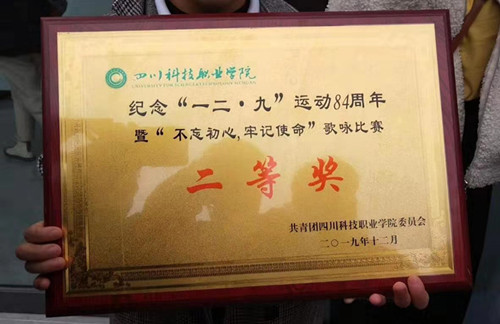 四川科技职业学院
纪念“一二·九”运动84周年
暨“不忘初心,牢记使命”歌咏比赛
二等奖
共青团四川科技职业学院委员会
二〇一九年十二月